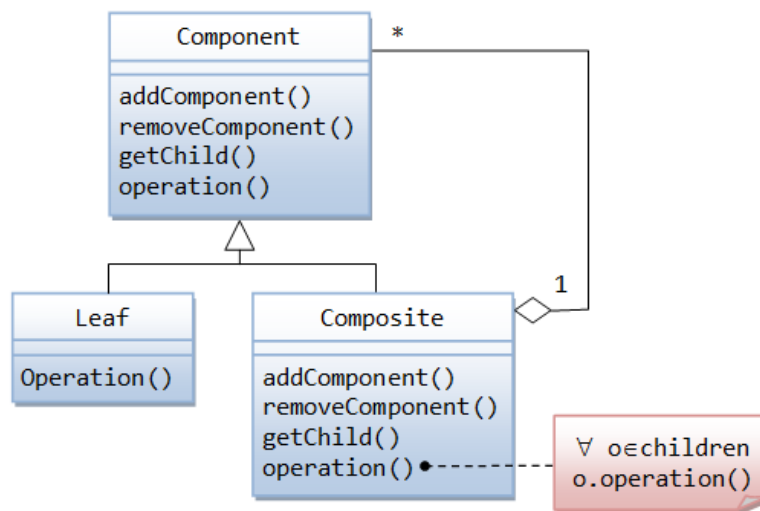 Component
*
addComponent()
removeComponent()
getChild()
operation()
1
Leaf
Operation()
Composite
addComponent()
removeComponent()
getChild()
operation()
∀ o∈children
o.operation()